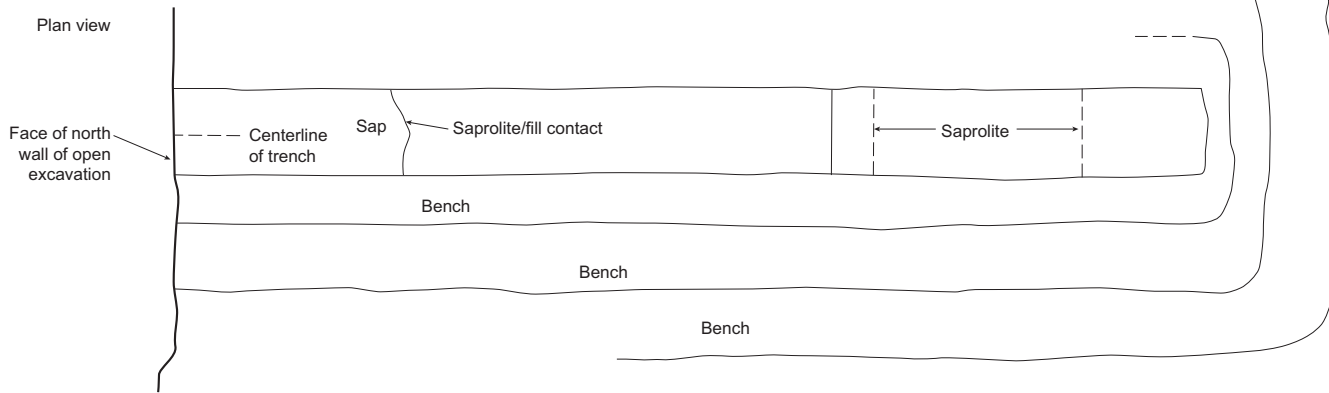 Plan view
Face of north
wall of open
excavation
Centerline
of trench
Sap
Saprolite/fill contact
Saprolite
Bench
Bench
Bench